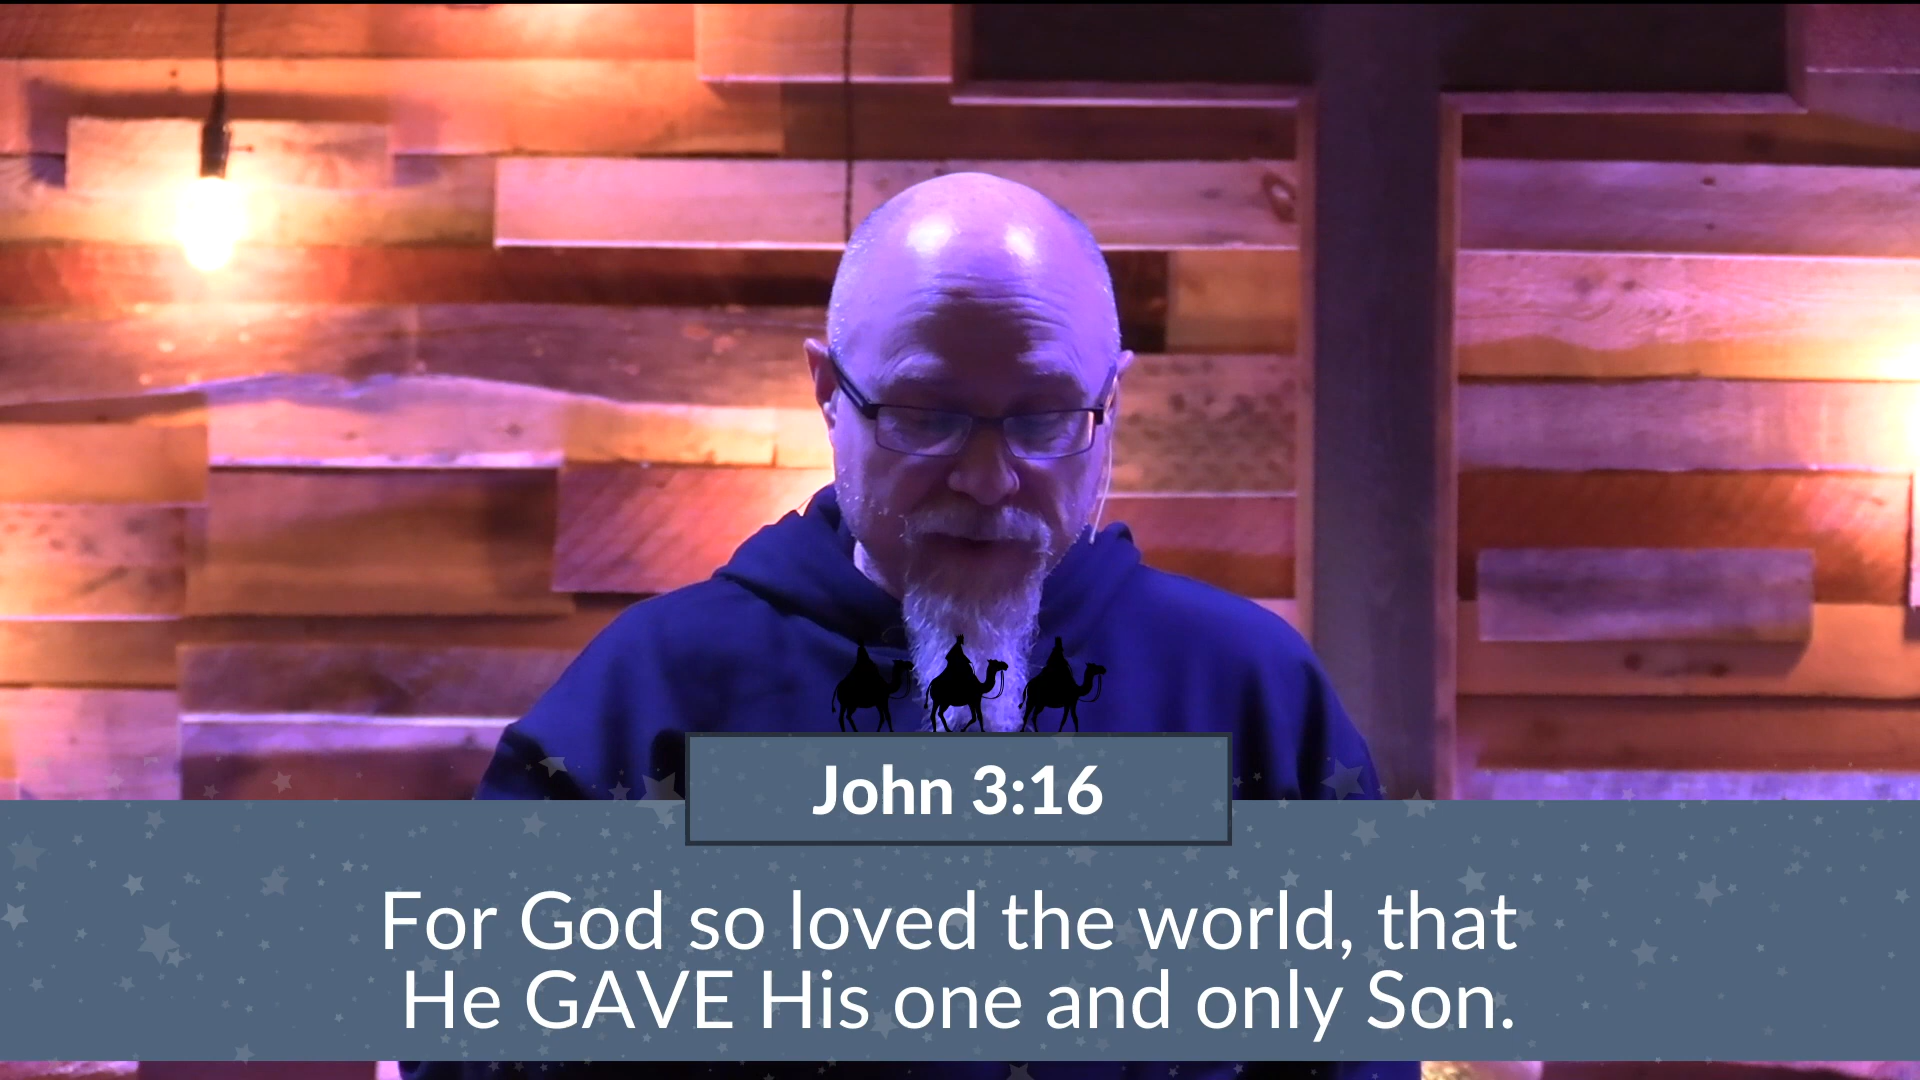 John 3:16
For God so loved the world, that
He GAVE His one and only Son.